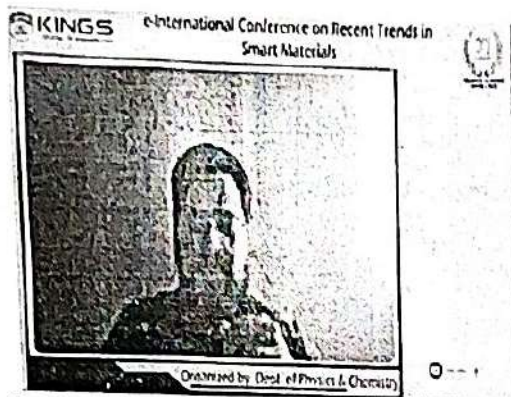 KINGS
e-International Conference on Recent Trends in
Smart Materials
Organized by Dept. of Physics & Chemistry